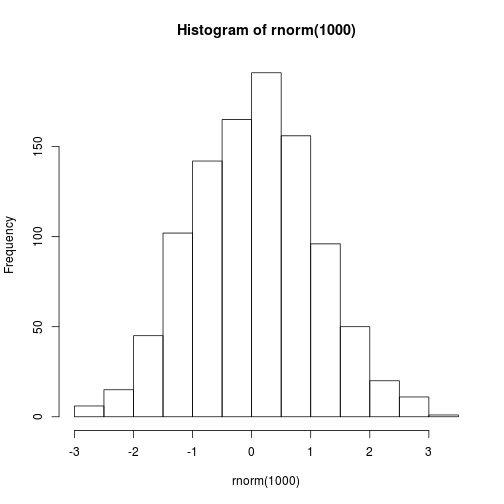 Histogram of rnorm(1000)
Frequency
150
100
50
0
-3 -2 -1 0 1 2 3
rnorm(1000)